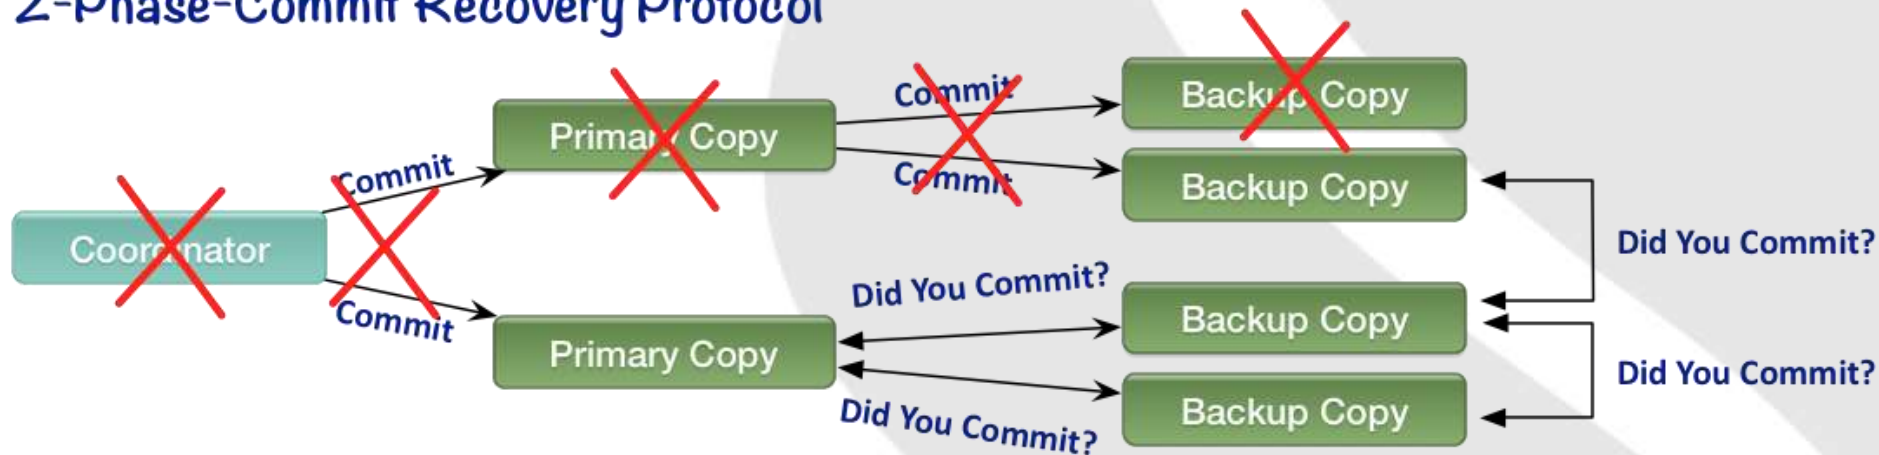 2-Phase-Commit Recovery Protocol
Commit
Backup Copy
Primary Copy
Commit
Commit
Backup Copy
Coordinator
Did You Commit?
Did You Commit?
Commit
Backup Copy
Primary Copy
Did You Commit?
Did You Commit?
Backup Copy